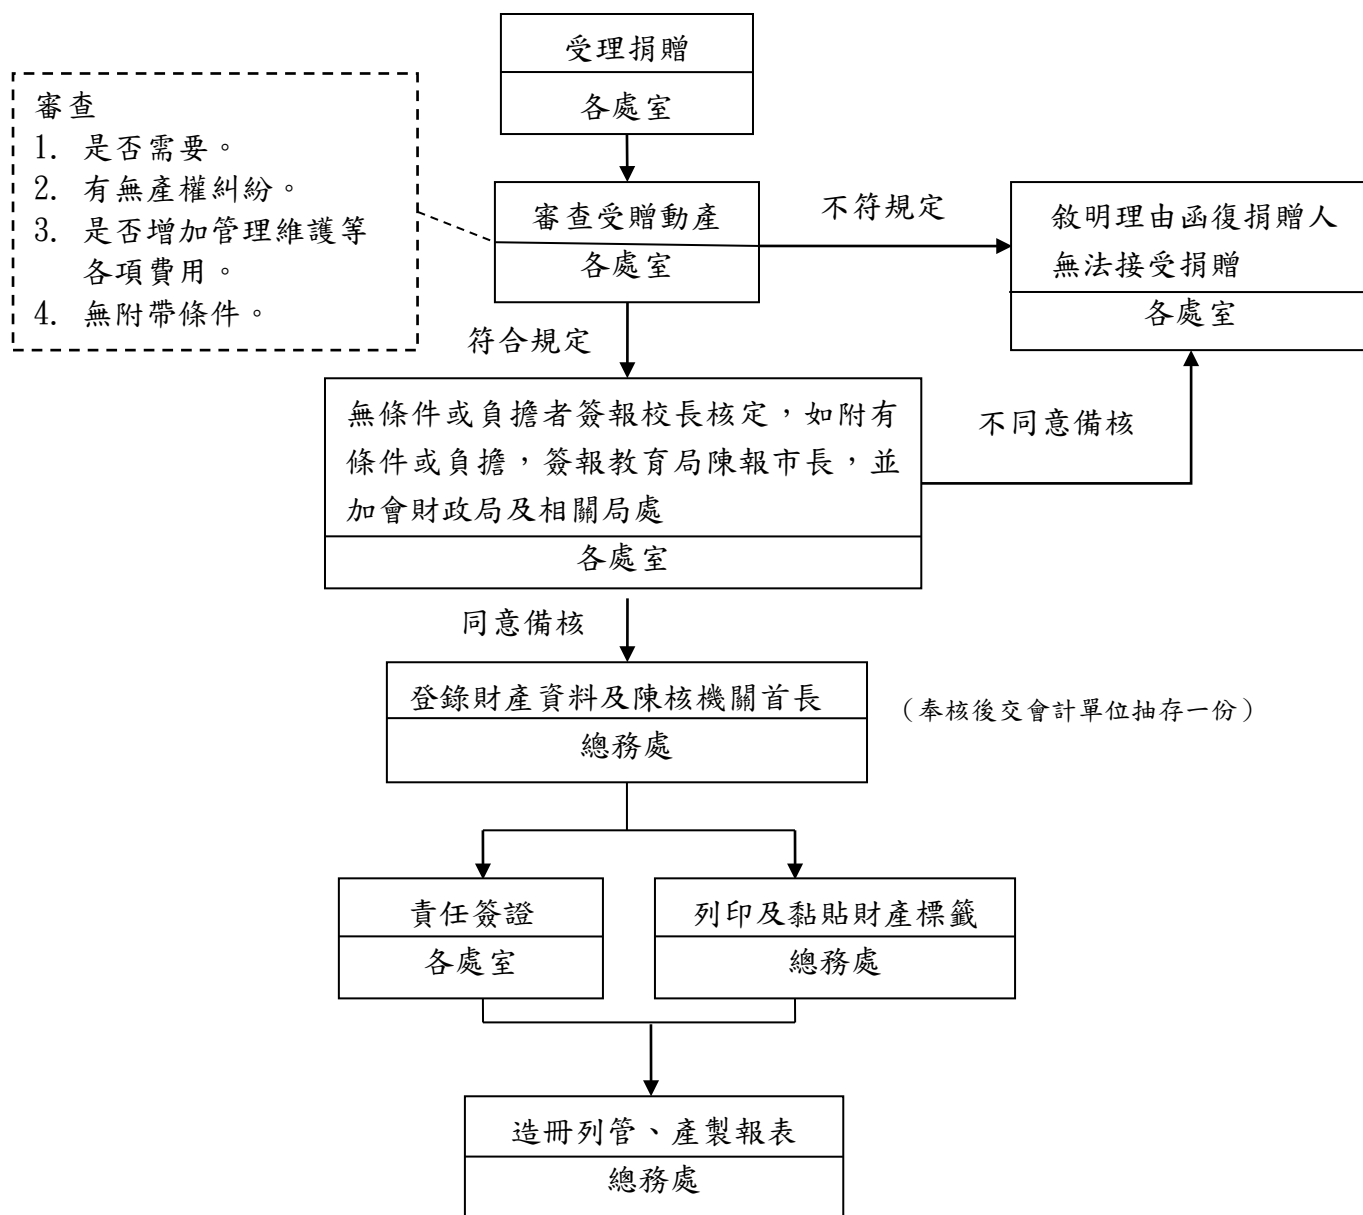 受理捐贈
各處室
審查
1. 是否需要。
2. 有無產權糾紛。
3. 是否增加管理維護等
各項費用。
4. 無附帶條件。
審查受贈動產
各處室
不符規定
敘明理由函復捐贈人
無法接受捐贈
各處室
符合規定
無條件或負擔者簽報校長核定，如附有
條件或負擔，簽報教育局陳報市長，並
加會財政局及相關局處
各處室
不同意備核
同意備核
登錄財產資料及陳核機關首長
總務處
（奉核後交會計單位抽存一份）
責任簽證
各處室
列印及黏貼財產標籤
總務處
造冊列管、產製報表
總務處